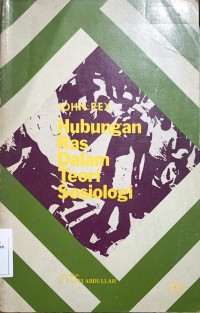 JOHN REX
Hubungan
Ras
Dalam
Teori
Sosiologi
ABDULLAH